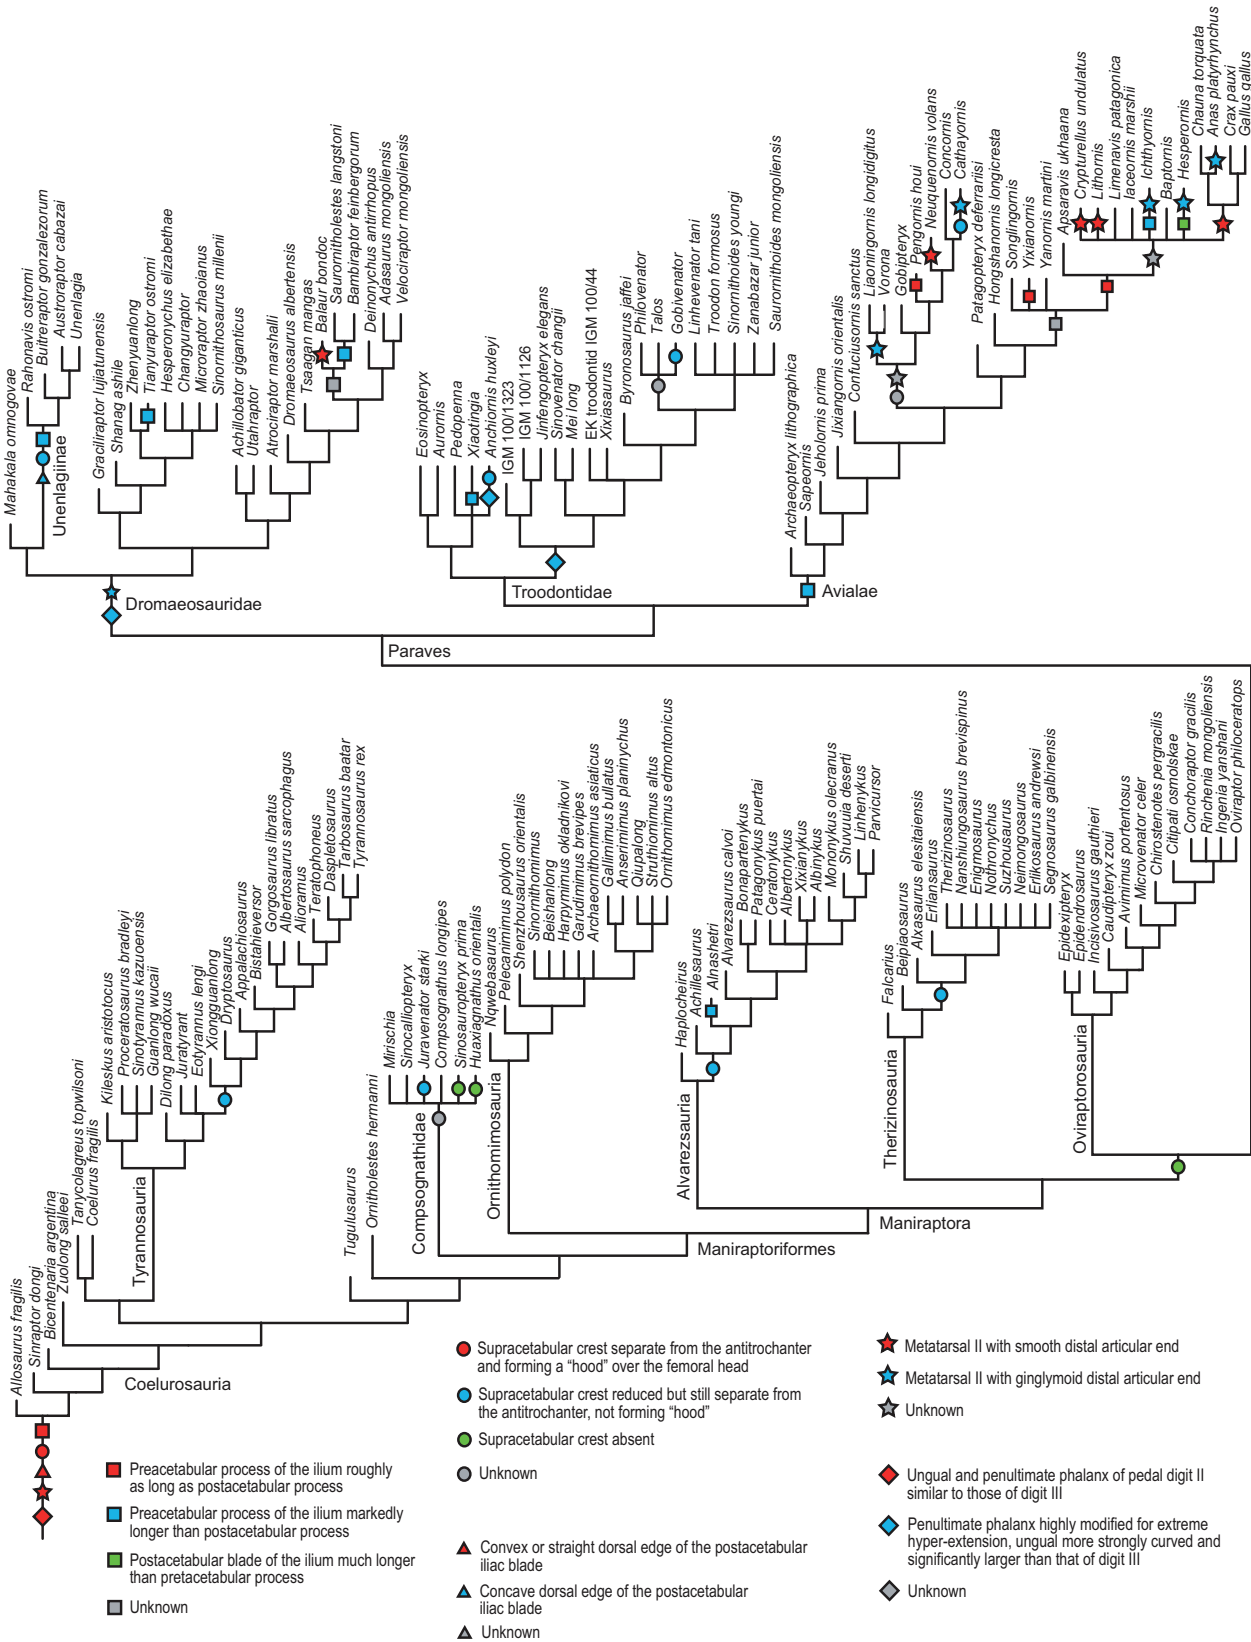 Mahakala omnogovae
Rahonavis ostromi
Buitreraptor gonzalezorum
Austroraptor cabazai
Unenlagia
Unenlagiinae
Graciliraptor lujiatunensis
Shanag ashile
Zhenyuanlong
Tianyuraptor ostromi
Hesperonychus elizabethae
Changyuraptor
Microraptor zhaoianus
Sinornithosaurus millenii
Achillobator giganticus
Utahraptor
Atrociraptor marshalli
Dromaeosaurus albertensis
Tsaagan mangas
Balaur bondoc
Saurornitholestes langstoni
Bambiraptor feinbergorum
Deinonychus antirrhopus
Adasaurus mongoliensis
Velociraptor mongoliensis
Dromaeosauridae
Eosinopteryx
Aurornis
Pedopenna
Xiaotingia
Anchiornis huxleyi
IGM 100/1323
IGM 100/1126
Jinfengopteryx elegans
Sinovenator changii
Mei long
EK troodontid IGM 100/44
Xixiasaurus
Byronosaurus jaffei
Philovenator
Talos
Gobivenator
Linhevenator tani
Troodon formosus
Sinornithoides youngi
Zanabazar junior
Saurornithoides mongoliensis
Troodontidae
Archaeopteryx lithographica
Sapeornis
Jeholornis prima
Jixiangornis orientalis
Confuciusornis sanctus
Liaoningornis longidigitus
Vorona
Gobipteryx
Pengornis houi
Neuquenornis volans
Concornis
Cathayornis
Patagopteryx deferrariisi
Hongshanornis longicresta
Songlingornis
Yixianornis
Yanornis martini
Apsaravis ukhaana
Crypturellus undulatus
Lithornis
Limenavis patagonica
Iaceornis marshii
Ichthyornis
Baptornis
Hesperornis
Chauna torquata
Anas platyrhynchus
Crax pauxi
Gallus gallus
Avialae
Paraves
Allosaurus fragilis
Sinraptor dongi
Bicentenaria argentina
Zuolong salleei
Tanycolagreus topwilsoni
Coelurus fragilis
Kileskus aristotocus
Proceratosaurus bradleyi
Sinotyrannus kazuoensis
Guanlong wucaii
Dilong paradoxus
Juratyrant
Eotyrannus lengi
Xiongguanlong
Dryptosaurus
Appalachiosaurus
Bistahieversor
Gorgosaurus libratus
Albertosaurus sarcophagus
Alioramus
Teratophoneus
Daspletosaurus
Tarbosaurus baatar
Tyrannosaurus rex
Tyrannosauria
Coelurosauria
Tugulusaurus
Ornitholestes hermanni
Mirischia
Sinocalliopteryx
Juravenator starki
Compsognathus longipes
Sinosauropteryx prima
Huaxiagnathus orientalis
Compsognathidae
Nqwebasaurus
Pelecanimimus polydon
Shenzhousaurus orientalis
Sinornithomimus
Beishanlong
Harpymimus okladnikovi
Garudimimus brevipes
Archaeornithomimus asiaticus
Gallimimus bullatus
Anserimimus planinychus
Qiupalong
Struthiomimus altus
Ornithomimus edmontonicus
Ornithomimosauria
Haplocheirus
Achillesaurus
Alnashetri
Alvarezsaurus calvoi
Bonapartenykus
Patagonykus puertai
Ceratonykus
Albertonykus
Xixianykus
Albinykus
Mononykus olecranus
Shuvuuia deserti
Linhenykus
Parvicursor
Alvarezsauria
Falcarius
Beipiaosaurus
Alxasaurus elesitaiensis
Erliansaurus
Therizinosaurus
Nanshiungosaurus brevispinus
Enigmosaurus
Nothronychus
Suzhousaurus
Neimongosaurus
Erlikosaurus andrewsi
Segnosaurus galbinensis
Therizinosauria
Epidexipteryx
Epidendrosaurus
Incisivosaurus gauthieri
Caudipteryx zoui
Avimimus portentosus
Microvenator celer
Chirostenotes pergracilis
Citipati osmolskae
Conchoraptor gracilis
Rinchenia mongoliensis
Ingenia yanshani
Oviraptor philoceratops
Oviraptorosauria
Maniraptora
Maniraptoriformes
Preacetabular process of the ilium roughly
as long as postacetabular process
Preacetabular process of the ilium markedly
longer than postacetabular process
Postacetabular blade of the ilium much longer
than pretacetabular process
Unknown
Supracetabular crest separate from the antitrochanter
and forming a “hood” over the femoral head
Supracetabular crest reduced but still separate from
the antitrochanter, not forming “hood”
Supracetabular crest absent
Unknown
Convex or straight dorsal edge of the postacetabular
iliac blade
Concave dorsal edge of the postacetabular
iliac blade
Unknown
Metatarsal II with smooth distal articular end
Metatarsal II with ginglymoid distal articular end
Unknown
Ungual and penultimate phalanx of pedal digit II
similar to those of digit III
Penultimate phalanx highly modified for extreme
hyper-extension, ungual more strongly curved and
significantly larger than that of digit III
Unknown